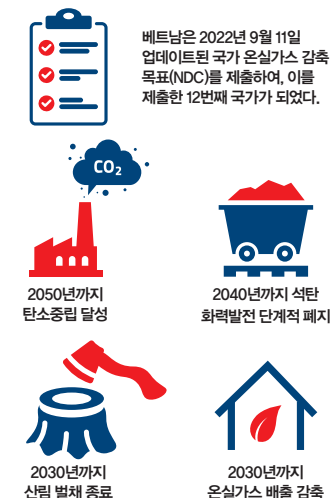 베트남은 2022년 9월 11일
업데이트된 국가 온실가스 감축
목표(NDC)를 제출하여, 이를
제출한 12번째 국가가 되었다.
CO₂
2050년까지
탄소중립 달성
2040년까지 석탄
화력발전 단계적 폐지
2030년까지
산림 벌채 종료
2030년까지
온실가스 배출 감축